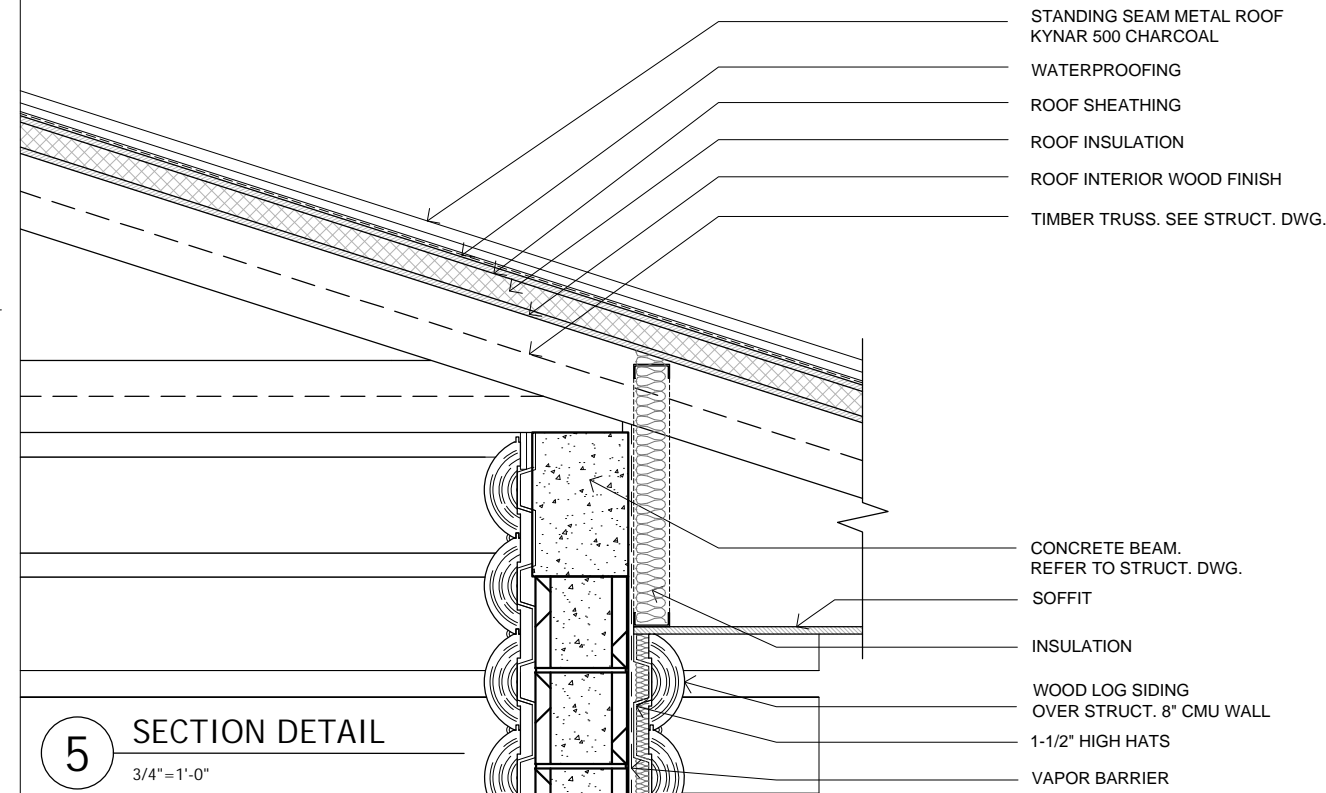 STANDING SEAM METAL ROOF
KYNAR 500 CHARCOAL
WATERPROOFING
ROOF SHEATHING
ROOF INSULATION
ROOF INTERIOR WOOD FINISH
TIMBER TRUSS. SEE STRUCT. DWG.
CONCRETE BEAM.
REFER TO STRUCT. DWG.
SOFFIT
INSULATION
WOOD LOG SIDING
OVER STRUCT. 8" CMU WALL
1-1/2" HIGH HATS
VAPOR BARRIER
5
SECTION DETAIL
3/4"=1'-0"